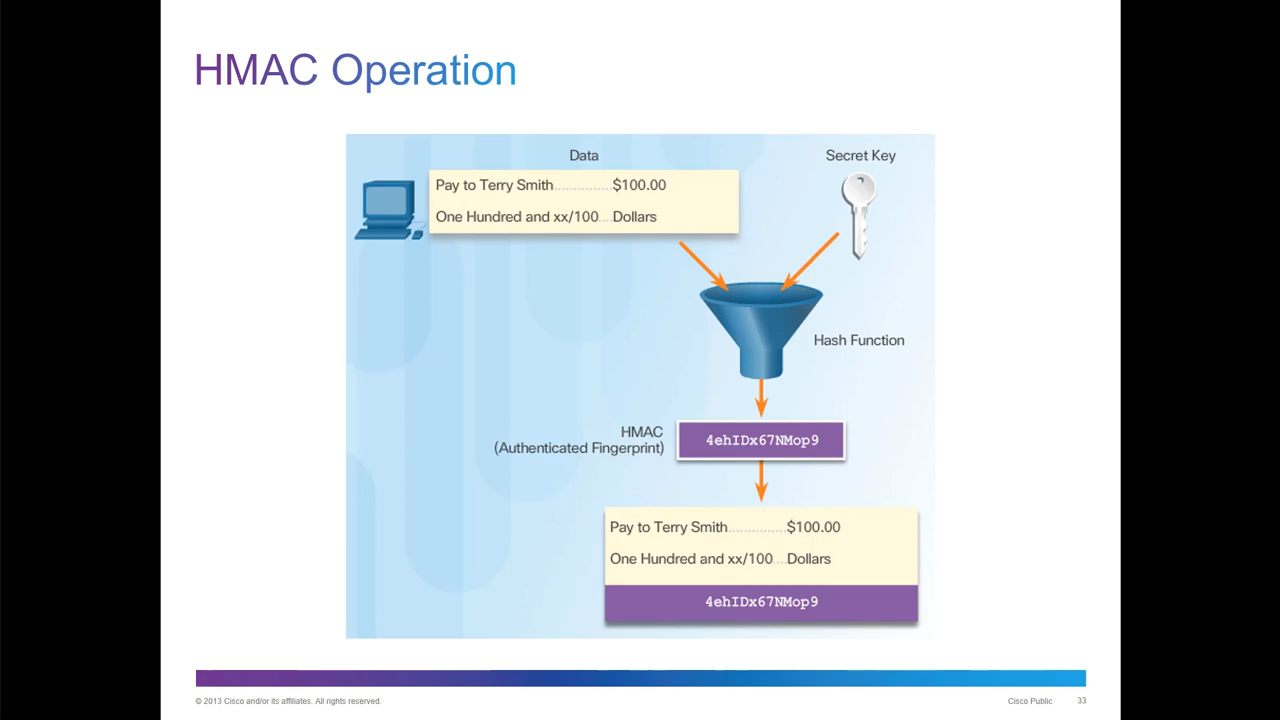 HMAC Operation
Data
Secret Key
Pay to Terry Smith...............$100.00
One Hundred and xx/100....Dollars
Hash Function
HMAC
(Authenticated Fingerprint)
4ehIDx67NMop9
Pay to Terry Smith...............$100.00
One Hundred and xx/100....Dollars
4ehIDx67NMop9
© 2013 Cisco and/or its affiliates. All rights reserved.
Cisco Public
33